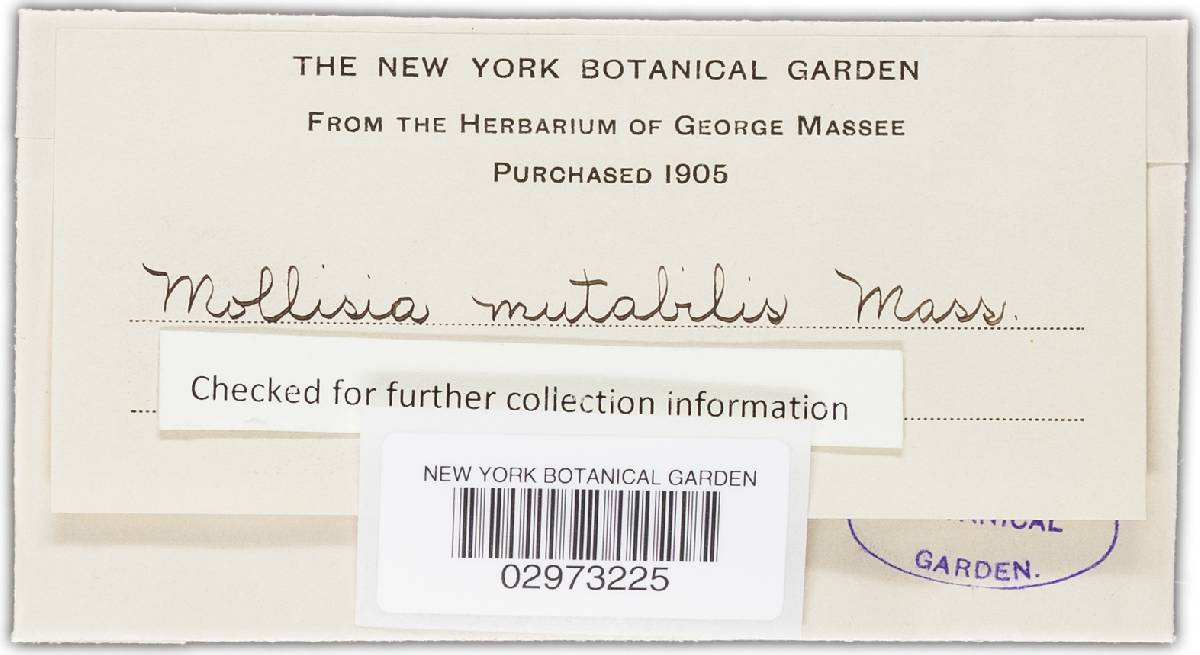 THE NEW YORK BOTANICAL GARDEN
FROM THE HERBARIUM OF GEORGE MASSEE
PURCHASED 1905
Mollisia mutabilis Mass.
Checked for further collection information
NEW YORK BOTANICAL GARDEN
02973225
GARDEN.